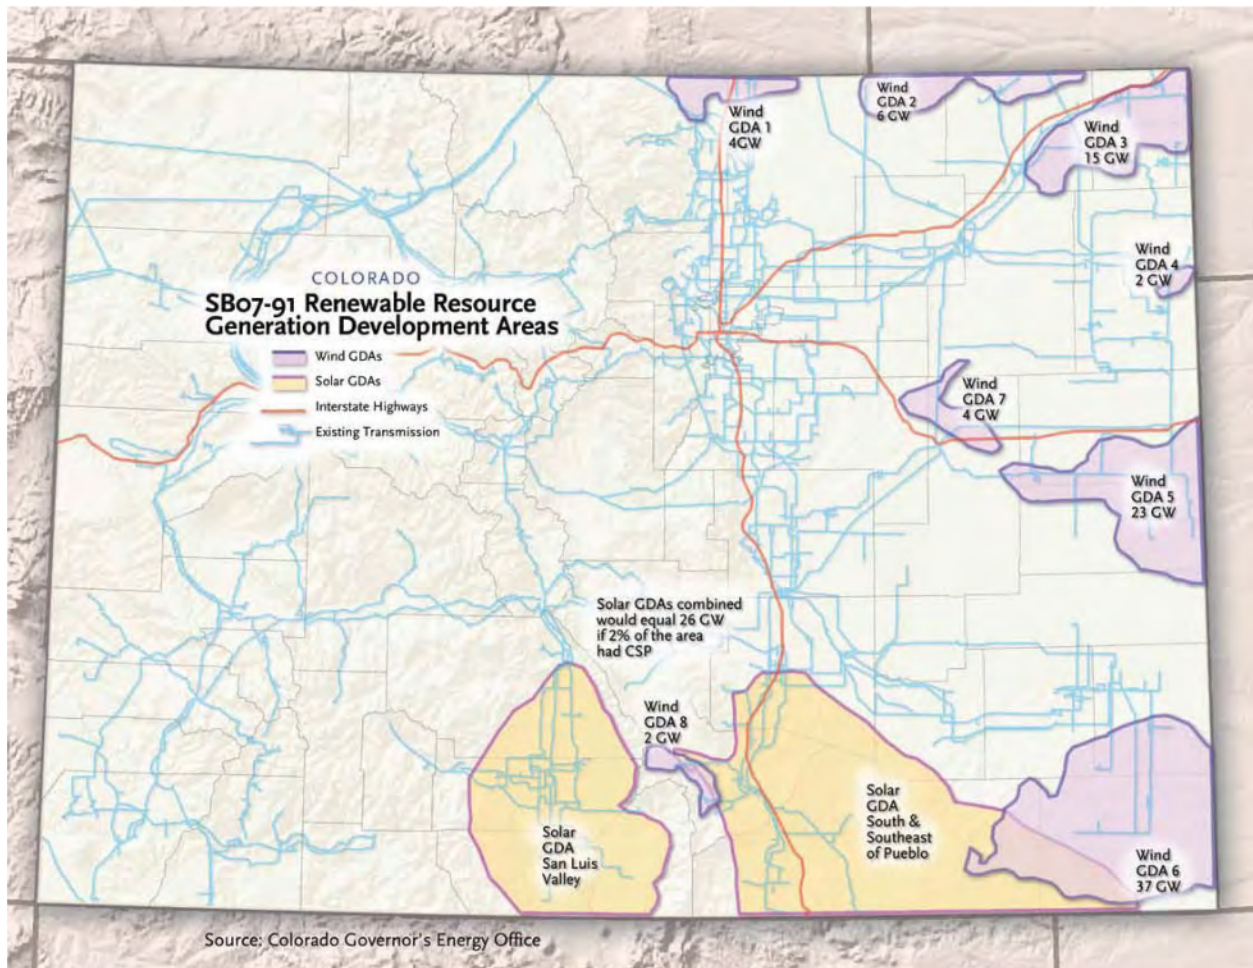 Wind
GDA 1
4GW
Wind
GDA 2
6 GW
Wind
GDA 3
15 GW
Wind
GDA 4
2 GW
COLORADO
SB07-91 Renewable Resource
Generation Development Areas
Wind GDAs
Solar GDAs
Interstate Highways
Existing Transmission
Wind
GDA 7
4 GW
Wind
GDA 5
23 GW
Solar GDAs combined
would equal 26 GW
if 2% of the area
had CSP
Wind
GDA 8
2 GW
Solar
GDA
San Luis
Valley
Solar
GDA
South &
Southeast
of Pueblo
Wind
GDA 6
37 GW
Source: Colorado Governor's Energy Office